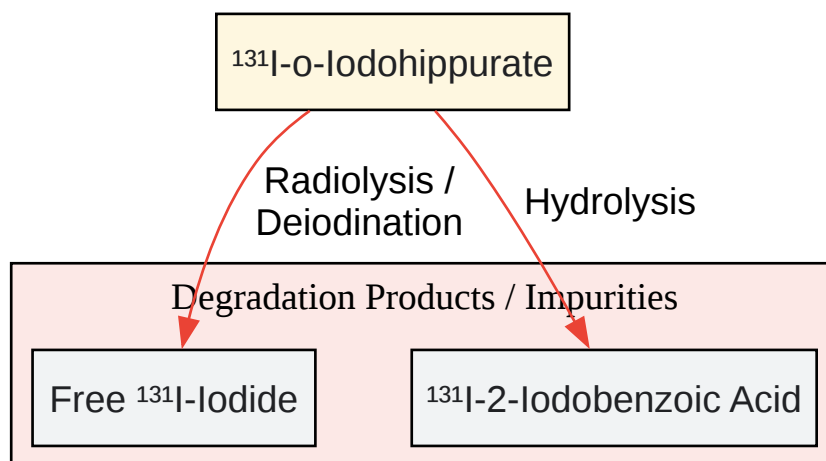 ¹³¹I-o-Iodohippurate
Radiolysis /
Deiodination
Hydrolysis
Degradation Products / Impurities
Free ¹³¹I-Iodide
¹³¹I-2-Iodobenzoic Acid